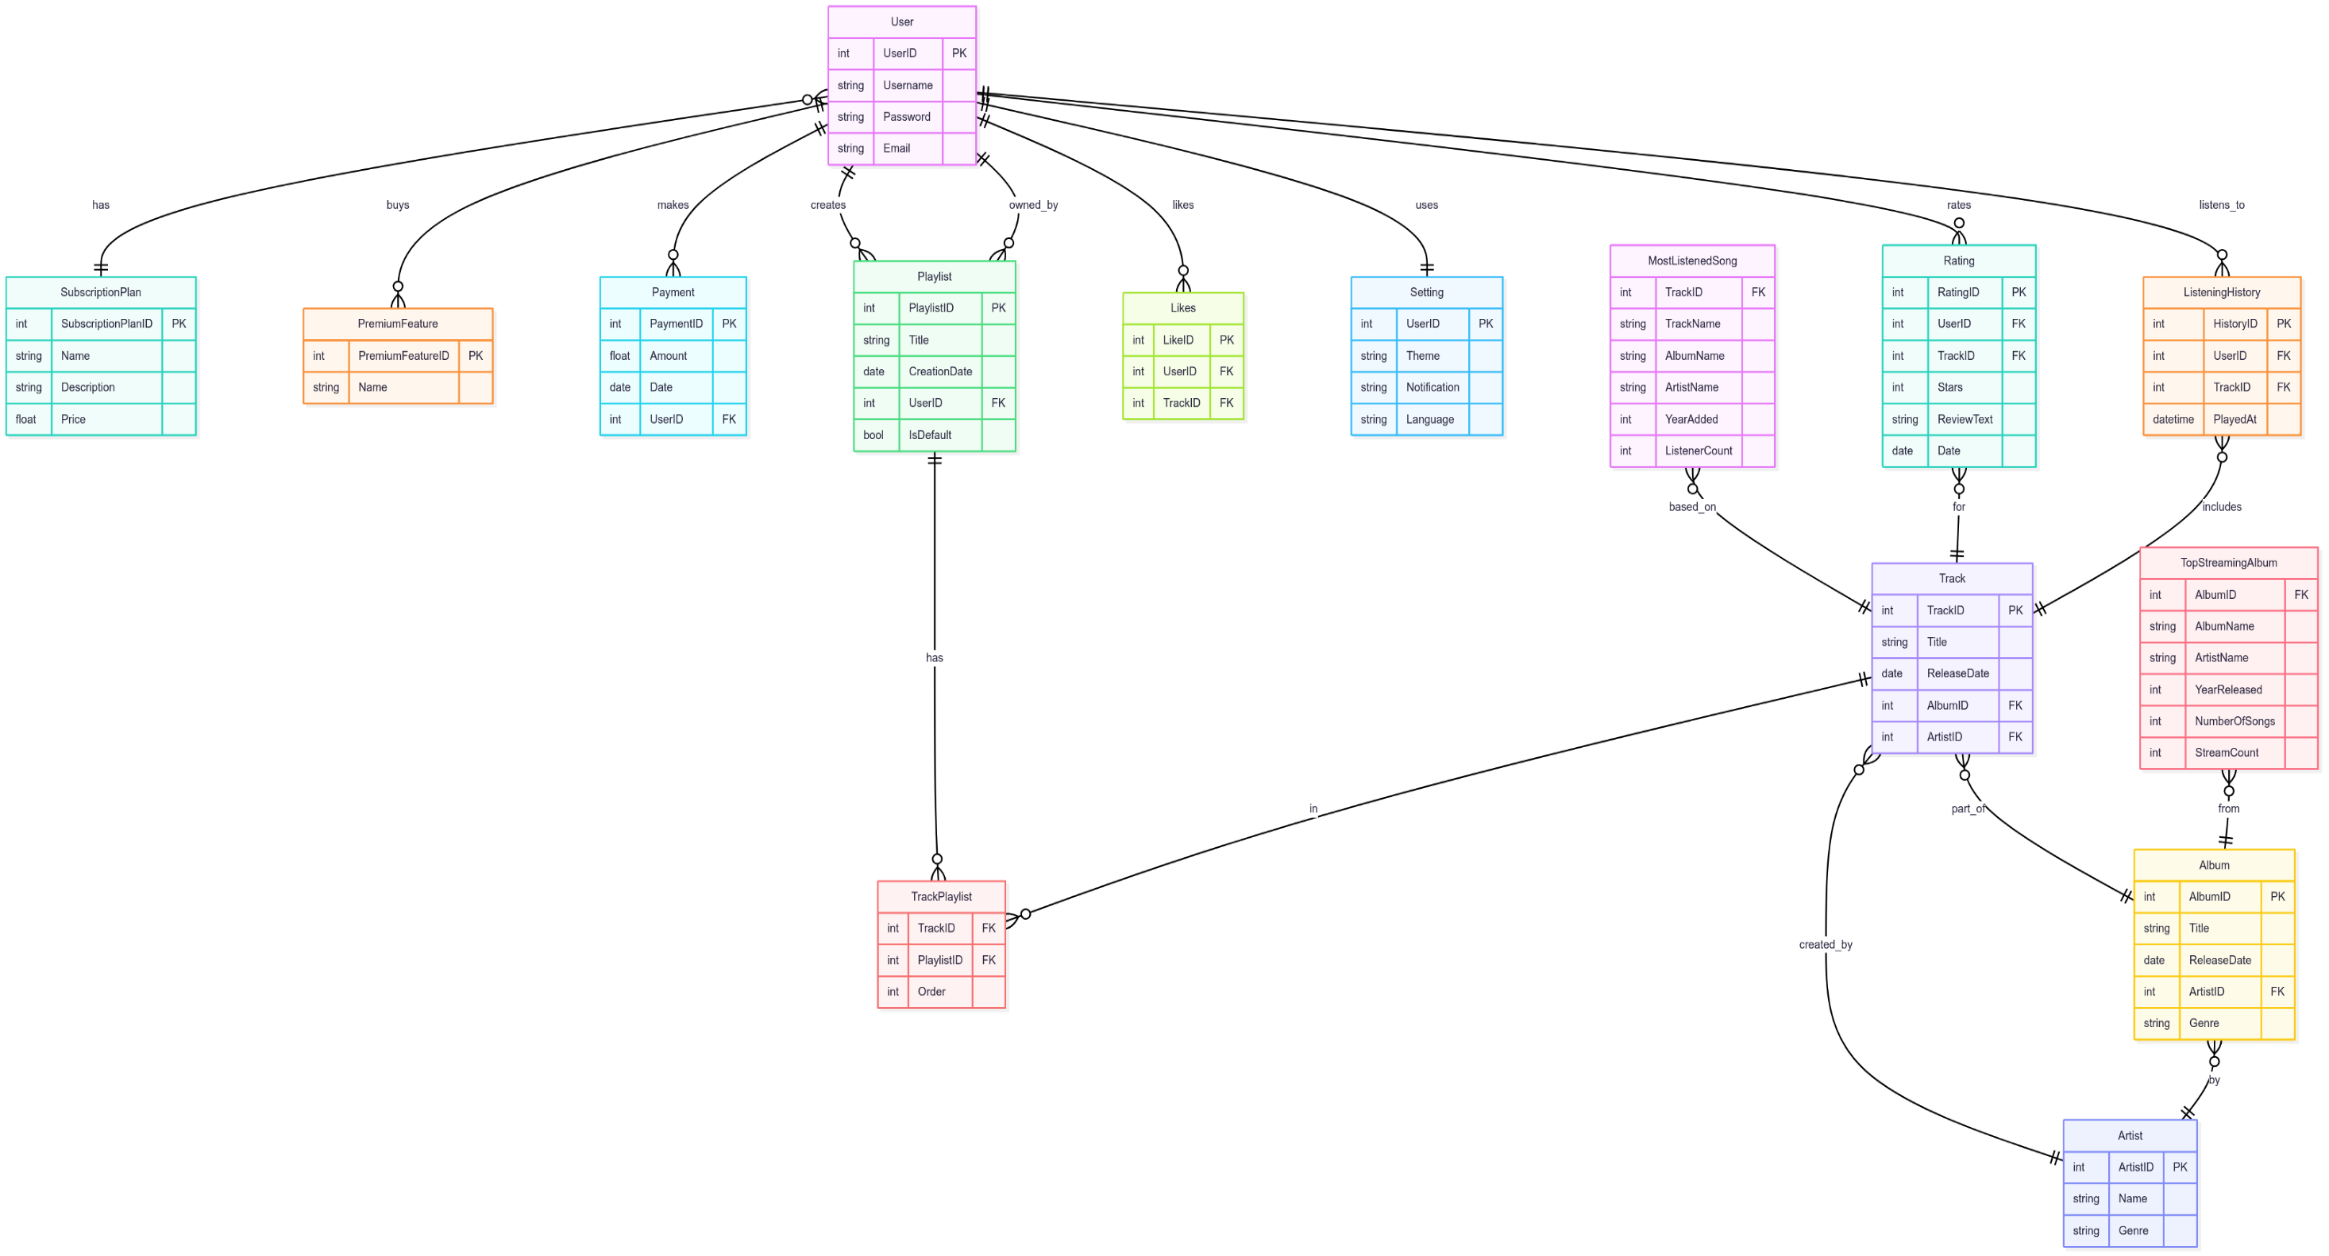 User
int UserID PK
string Username
string Password
string Email
has
buys
makes
creates
owned_by
likes
uses
rates
listens_to
SubscriptionPlan
int SubscriptionPlanID PK
string Name
string Description
float Price
PremiumFeature
int PremiumFeatureID PK
string Name
Payment
int PaymentID PK
float Amount
date Date
int UserID FK
Playlist
int PlaylistID PK
string Title
date CreationDate
int UserID FK
bool IsDefault
Likes
int LikeID PK
int UserID FK
int TrackID FK
Setting
int UserID PK
string Theme
string Notification
string Language
MostListenedSong
int TrackID FK
string TrackName
string AlbumName
string ArtistName
int YearAdded
int ListenerCount
Rating
int RatingID PK
int UserID FK
int TrackID FK
int Stars
string ReviewText
date Date
ListeningHistory
int HistoryID PK
int UserID FK
int TrackID FK
datetime PlayedAt
based_on
for
includes
Track
int TrackID PK
string Title
date ReleaseDate
int AlbumID FK
int ArtistID FK
TopStreamingAlbum
int AlbumID FK
string AlbumName
string ArtistName
int YearReleased
int NumberOfSongs
int StreamCount
has
in
part_of
from
TrackPlaylist
int TrackID FK
int PlaylistID FK
int Order
created_by
Album
int AlbumID PK
string Title
date ReleaseDate
int ArtistID FK
string Genre
by
Artist
int ArtistID PK
string Name
string Genre